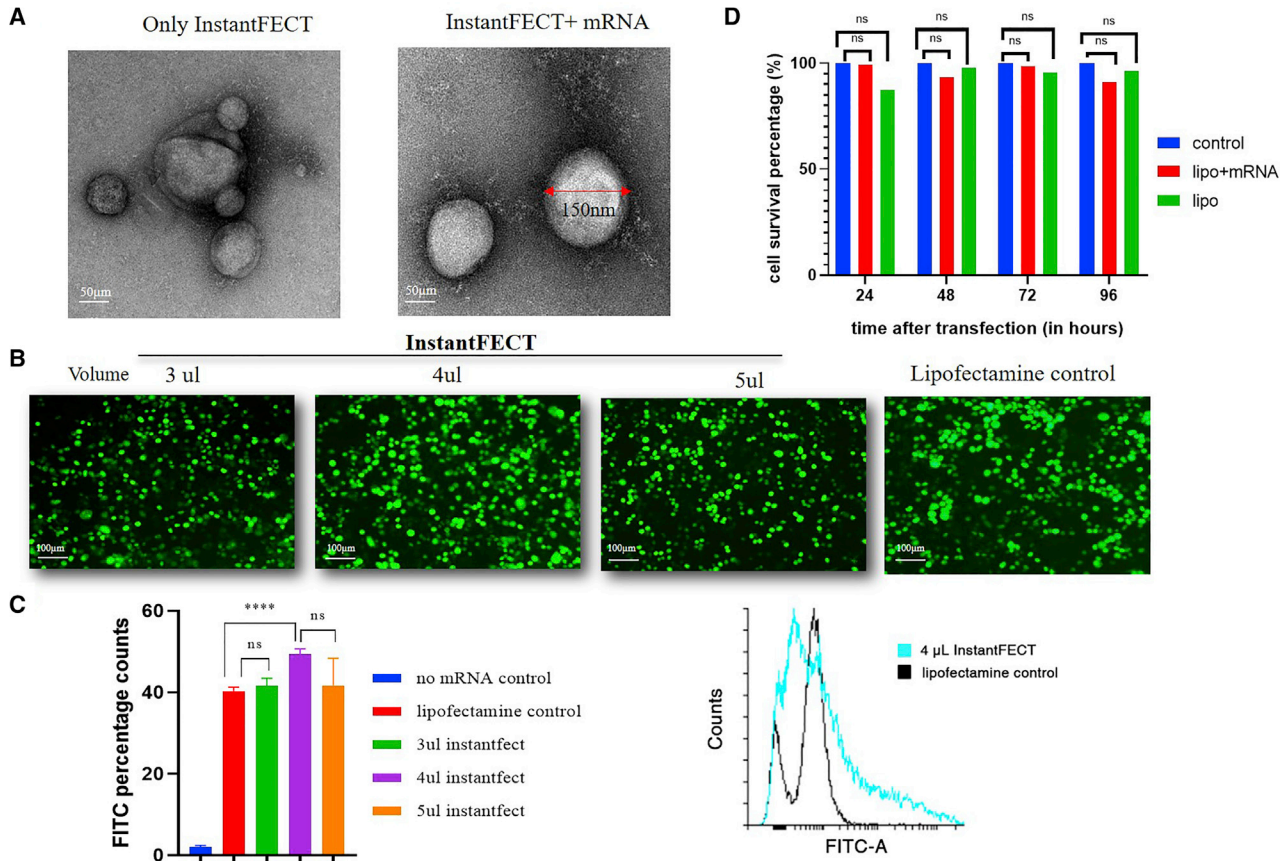 A
Only InstantFECT
InstantFECT+ mRNA
50μm
150nm
50μm
D
ns
ns
ns
ns
ns
ns
ns
ns
cell survival percentage (%)
100
50
0
24
48
72
96
time after transfection (in hours)
control
lipo+mRNA
lipo
B
InstantFECT
Volume
3 ul
4ul
5ul
Lipofectamine control
100μm
100μm
100μm
100μm
C
FITC percentage counts
60
40
20
0
****
ns
ns
no mRNA control
lipofectamine control
3ul instantfect
4ul instantfect
5ul instantfect
Counts
FITC-A
4 μL InstantFECT
lipofectamine control